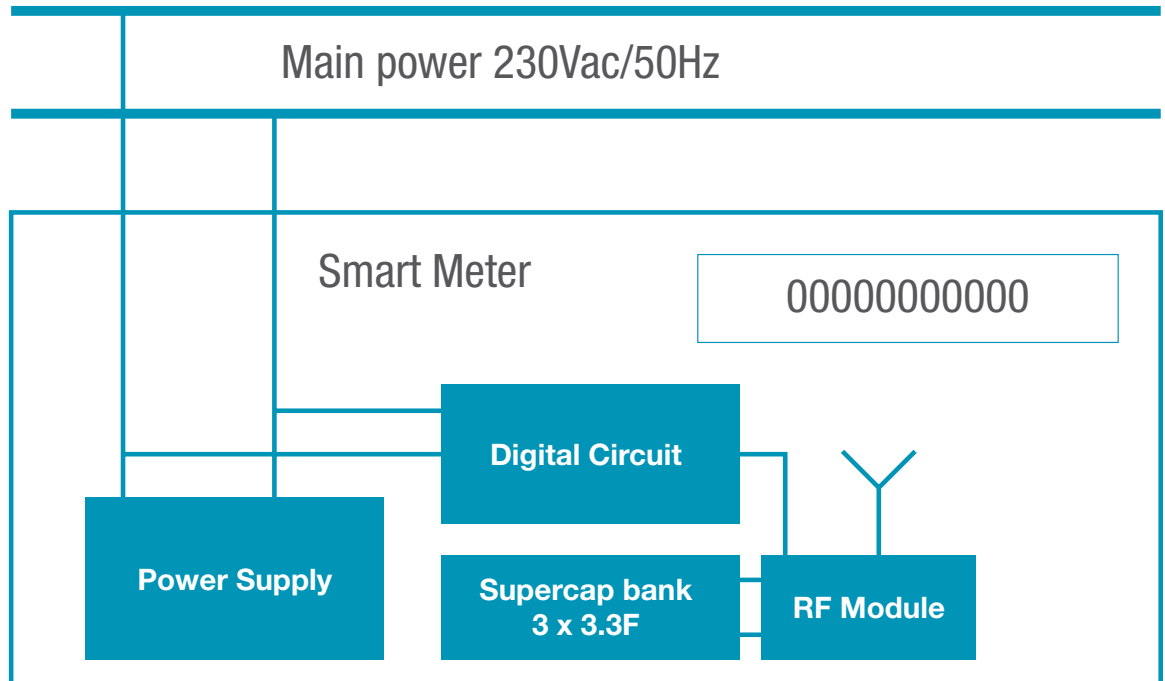 Main power 230Vac/50Hz
Smart Meter
00000000000
Digital Circuit
Power Supply
Supercap bank
3 x 3.3F
RF Module